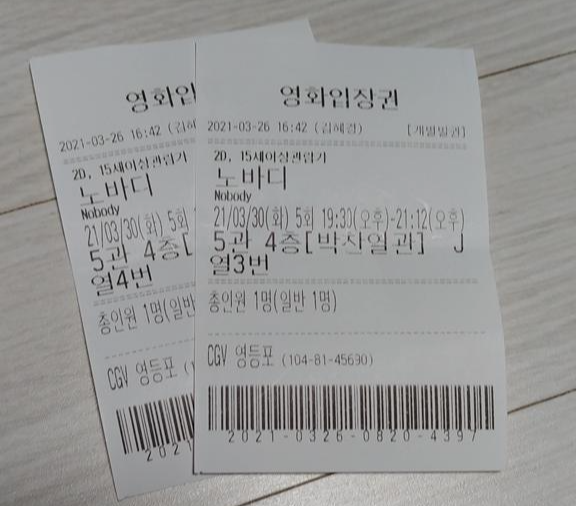 영화입
2021-03-26 16:42 (김혜
2D, 15세이상관람가
노바디
Nobody
21/03/30(화) 5회
5관 4층[
열4번
총인원 1명(일반
CGV 영등포 (1
영화입장권
2021-03-26 16:42 (김혜경) [개별발권]
2D, 15세이상관람가
노바디
Nobody
21/03/30(화) 5회 19:30(오후)-21:12(오후)
5관 4층[박찬일관] J
열3번
총인원 1명(일반 1명)
CGV 영등포 (104-81-45690)
2021-0326-0820-4397